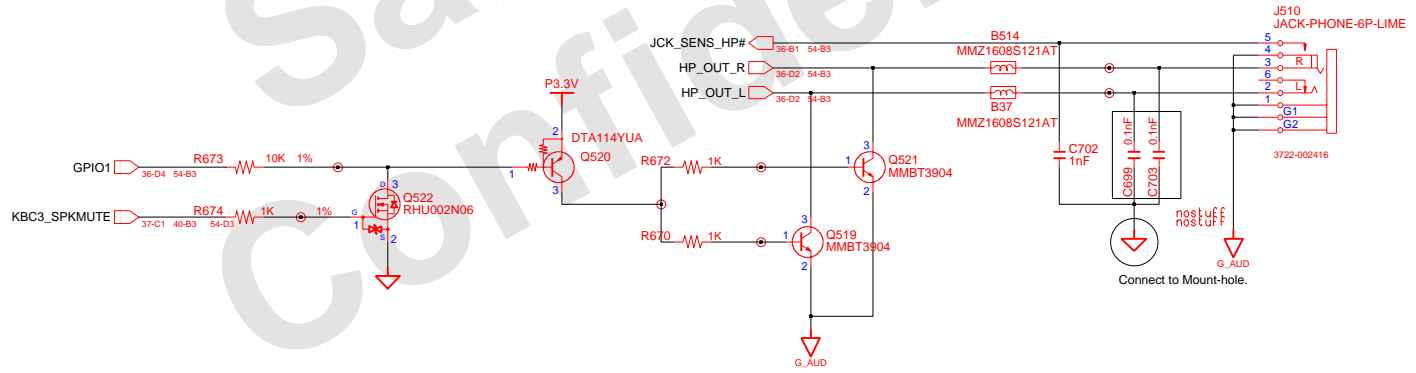 J510
JACK-PHONE-6P-LIME
JCK_SENS_HP#
36-B1 54-B3
B514
MMZ1608S121AT
5
4
HP_OUT_R
36-D2 54-B3
3
R
6
HP_OUT_L
36-D2 54-B3
2
L
B37
MMZ1608S121AT
1
G1
G2
3722-002416
P3.3V
2
DTA114YUA
Q520
1
3
GPIO1
36-D4 54-B3
R673
10K 1%
KBC3_SPKMUTE
37-C1 40-B3 54-D3
R674
1K
1%
D
3
Q522
RHU002N06
G
1
S
2
R672
1K
1
3
Q521
MMBT3904
2
R670
1K
1
3
Q519
MMBT3904
2
G_AUD
C702
1nF
0.1nF
C699
0.1nF
C703
nostuff
nostuff
G_AUD
Connect to Mount-hole.
Confide